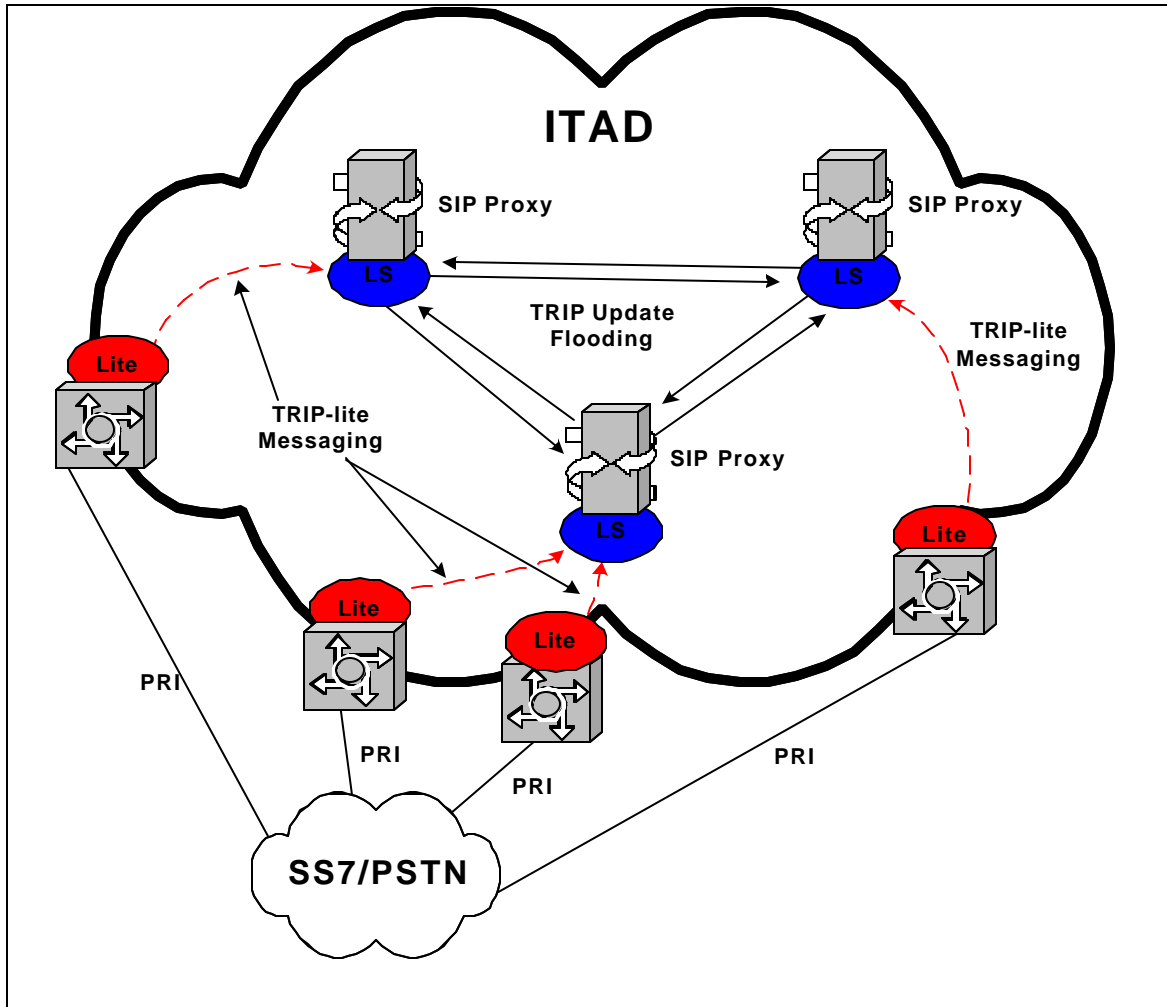 ITAD
SIP Proxy
SIP Proxy
LS
LS
TRIP Update
Flooding
TRIP-lite
Messaging
Lite
TRIP-lite
Messaging
SIP Proxy
LS
Lite
Lite
Lite
PRI
PRI
PRI
PRI
SS7/PSTN